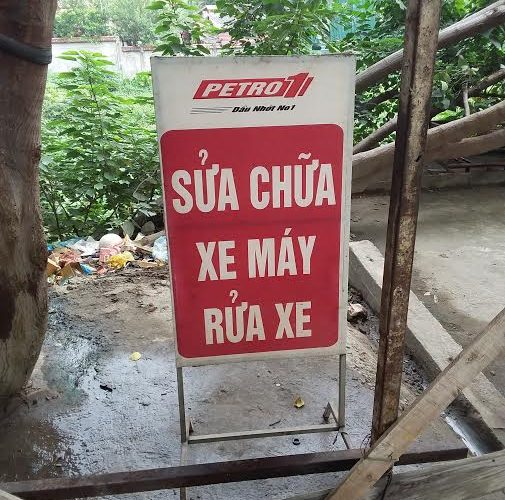 PETRO 1
Dầu Nhớt No1
SỬA CHỮA
XE MÁY
RỬA XE